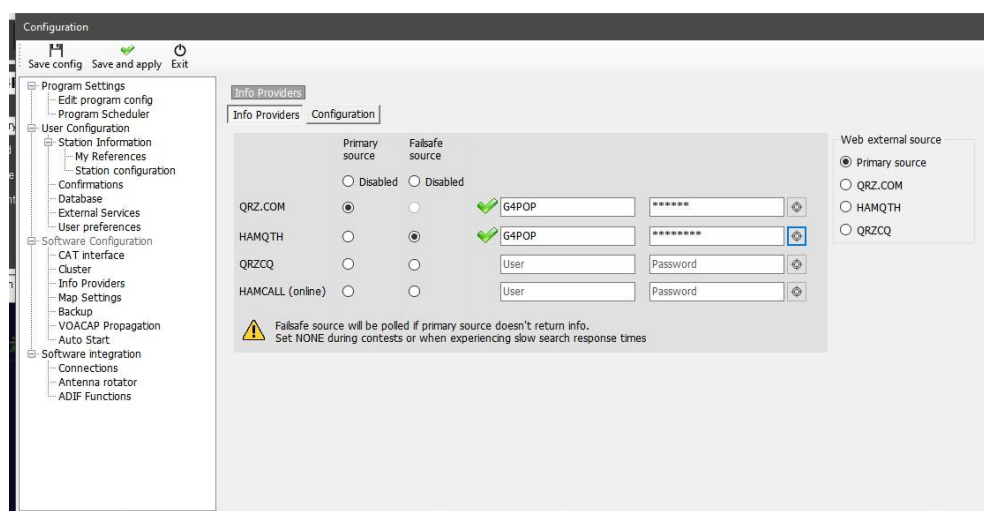 Configuration
Save config Save and apply Exit
Program Settings
Edit program config
Program Scheduler
User Configuration
Station Information
My References
Station configuration
Confirmations
Database
External Services
User preferences
Software Configuration
CAT interface
Cluster
Info Providers
Map Settings
Backup
VOACAP Propagation
Auto Start
Software integration
Connections
Antenna rotator
ADIF Functions
Info Providers
Info Providers Configuration
Primary source Failsafe source
Disabled Disabled
QRZ.COM G4POP ******
HAMQTH G4POP ********
QRZCQ User Password
HAMCALL (online) User Password
Failsafe source will be polled if primary source doesn't return info.
Set NONE during contests or when experiencing slow search response times
Web external source
Primary source
QRZ.COM
HAMQTH
QRZCQ